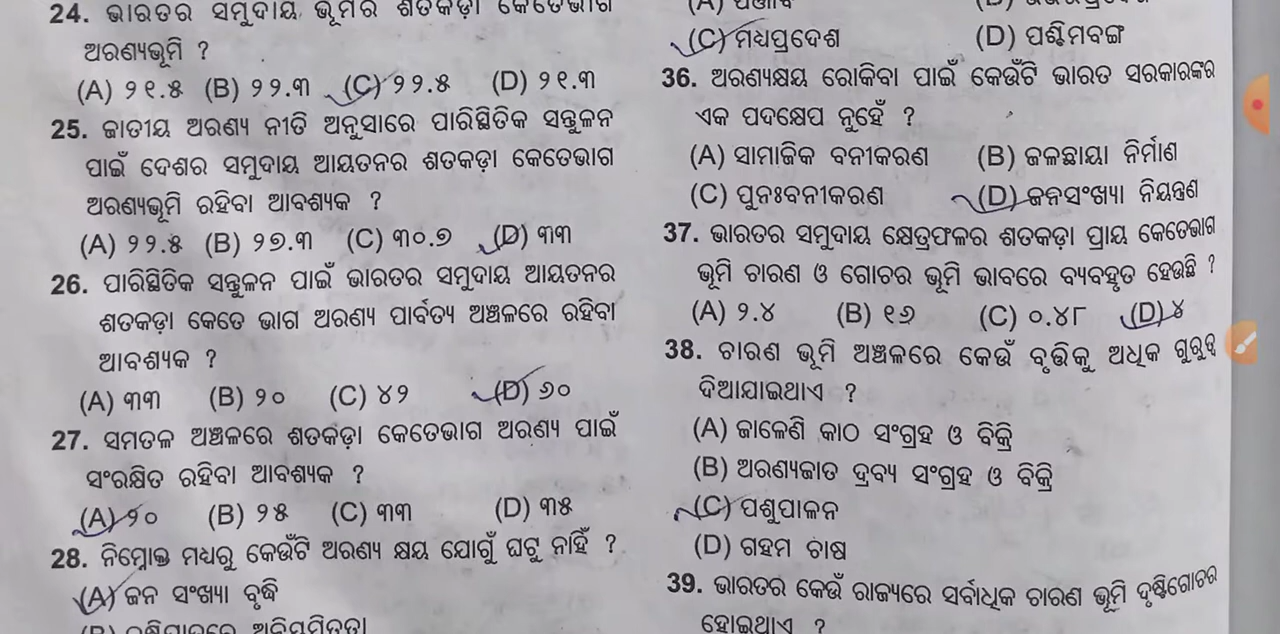 24. ଭାରତର ସମୁଦାୟ ଭୂମିର ଶତକଡ଼ା କେତେଭାଗ
ଅରଣ୍ୟଭୂମି ?
(A) ୨୧.୫ (B) ୨୨.୩ (C) ୨୨.୫ (D) ୨୧.୩
25. ଜାତୀୟ ଅରଣ୍ୟ ନୀତି ଅନୁସାରେ ପାରିସ୍ଥିତିକ ସନ୍ତୁଳନ
ପାଇଁ ଦେଶର ସମୁଦାୟ ଆୟତନର ଶତକଡ଼ା କେତେଭାଗ
ଅରଣ୍ୟଭୂମି ରହିବା ଆବଶ୍ୟକ ?
(A) ୨୨.୫ (B) ୨୭.୩ (C) ୩୦.୭ (D) ୩୩
26. ପାରିସ୍ଥିତିକ ସନ୍ତୁଳନ ପାଇଁ ଭାରତର ସମୁଦାୟ ଆୟତନର
ଶତକଡ଼ା କେତେ ଭାଗ ଅରଣ୍ୟ ପାର୍ବତ୍ୟ ଅଞ୍ଚଳରେ ରହିବା
ଆବଶ୍ୟକ ?
(A) ୩୩ (B) ୨୦ (C) ୪୨ (D) ୬୦
27. ସମତଳ ଅଞ୍ଚଳରେ ଶତକଡ଼ା କେତେଭାଗ ଅରଣ୍ୟ ପାଇଁ
ସଂରକ୍ଷିତ ରହିବା ଆବଶ୍ୟକ ?
(A) ୨୦ (B) ୨୫ (C) ୩୩ (D) ୩୫
28. ନିମ୍ନୋକ୍ତ ମଧ୍ୟରୁ କେଉଁଟି ଅରଣ୍ୟ କ୍ଷୟ ଯୋଗୁଁ ଘଟୁ ନାହିଁ ?
(A) ଜନ ସଂଖ୍ୟା ବୃଦ୍ଧି
(B) ବୃଷ୍ଟିପାତରେ ଅନିୟମିତତା
(A) ପଞ୍ଜାବ
(C) ମଧ୍ୟପ୍ରଦେଶ (D) ପଶ୍ଚିମବଙ୍ଗ
36. ଅରଣ୍ୟକ୍ଷୟ ରୋକିବା ପାଇଁ କେଉଁଟି ଭାରତ ସରକାରଙ୍କର
ଏକ ପଦକ୍ଷେପ ନୁହେଁ ?
(A) ସାମାଜିକ ବନୀକରଣ (B) ଜଳଛାୟା ନିର୍ମାଣ
(C) ପୁନଃବନୀକରଣ (D) ଜନସଂଖ୍ୟା ନିୟନ୍ତ୍ରଣ
37. ଭାରତର ସମୁଦାୟ କ୍ଷେତ୍ରଫଳର ଶତକଡ଼ା ପ୍ରାୟ କେତେଭାଗ
ଭୂମି ଚାରଣ ଓ ଗୋଚର ଭୂମି ଭାବରେ ବ୍ୟବହୃତ ହେଉଛି ?
(A) ୨.୪ (B) ୧୬ (C) ୦.୪୮ (D) ୪
38. ଚାରଣ ଭୂମି ଅଞ୍ଚଳରେ କେଉଁ ବୃତ୍ତିକୁ ଅଧିକ ଗୁରୁତ୍ୱ
ଦିଆଯାଇଥାଏ ?
(A) ଜାଳେଣି କାଠ ସଂଗ୍ରହ ଓ ବିକ୍ରି
(B) ଅରଣ୍ୟଜାତ ଦ୍ରବ୍ୟ ସଂଗ୍ରହ ଓ ବିକ୍ରି
(C) ପଶୁପାଳନ
(D) ଗହମ ଚାଷ
39. ଭାରତର କେଉଁ ରାଜ୍ୟରେ ସର୍ବାଧିକ ଚାରଣ ଭୂମି ଦୃଷ୍ଟିଗୋଚର
ହୋଇଥାଏ ?